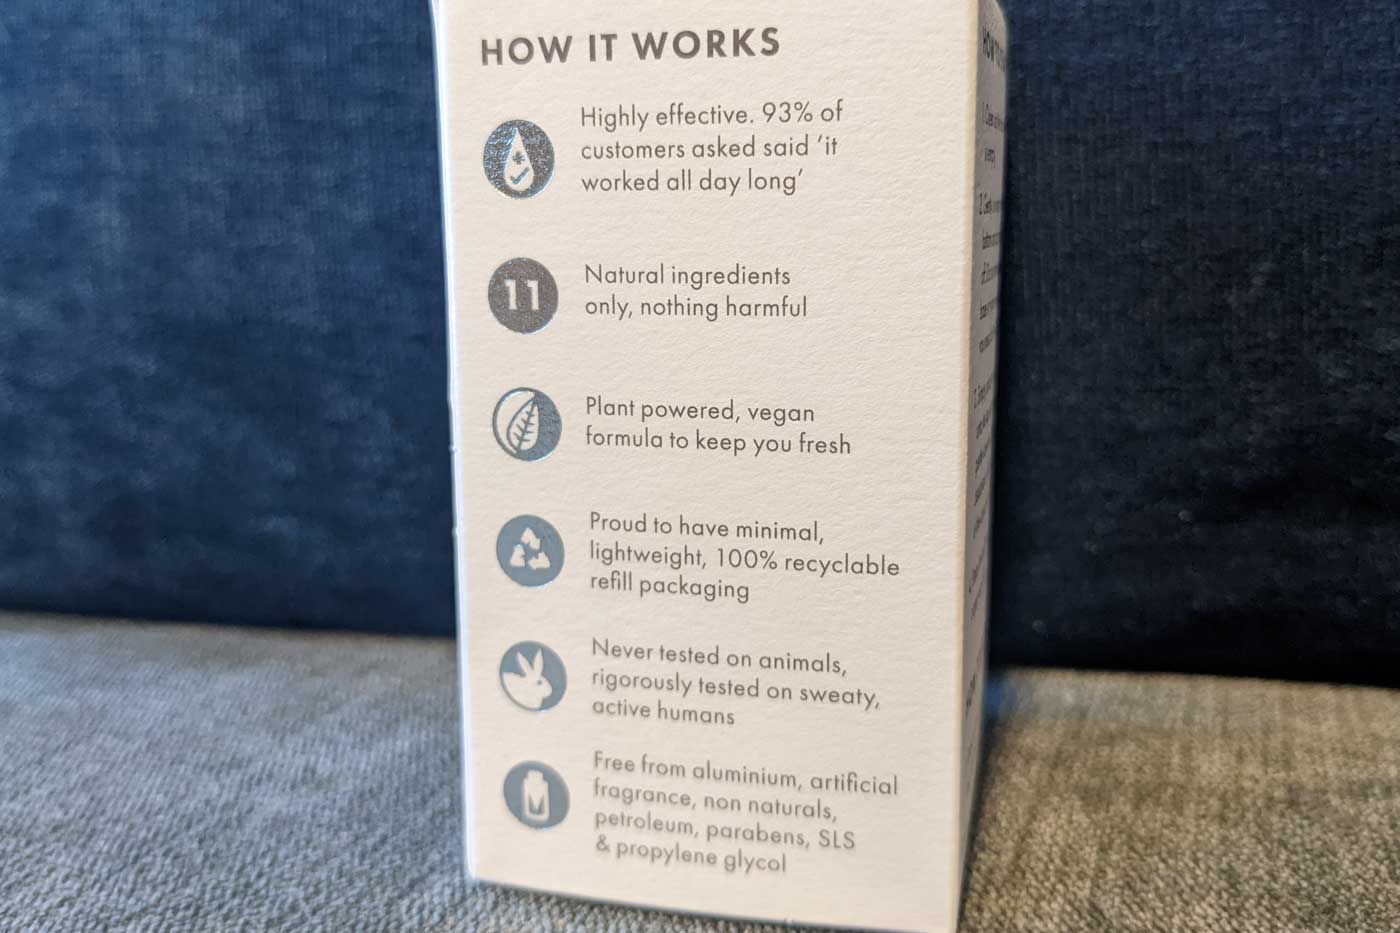 HOW IT WORKS
Highly effective. 93% of
customers asked said ‘it
worked all day long’
11
Natural ingredients
only, nothing harmful
Plant powered, vegan
formula to keep you fresh
Proud to have minimal,
lightweight, 100% recyclable
refill packaging
Never tested on animals,
rigorously tested on sweaty,
active humans
Free from aluminium, artificial
fragrance, non naturals,
petroleum, parabens, SLS
& propylene glycol
HOW